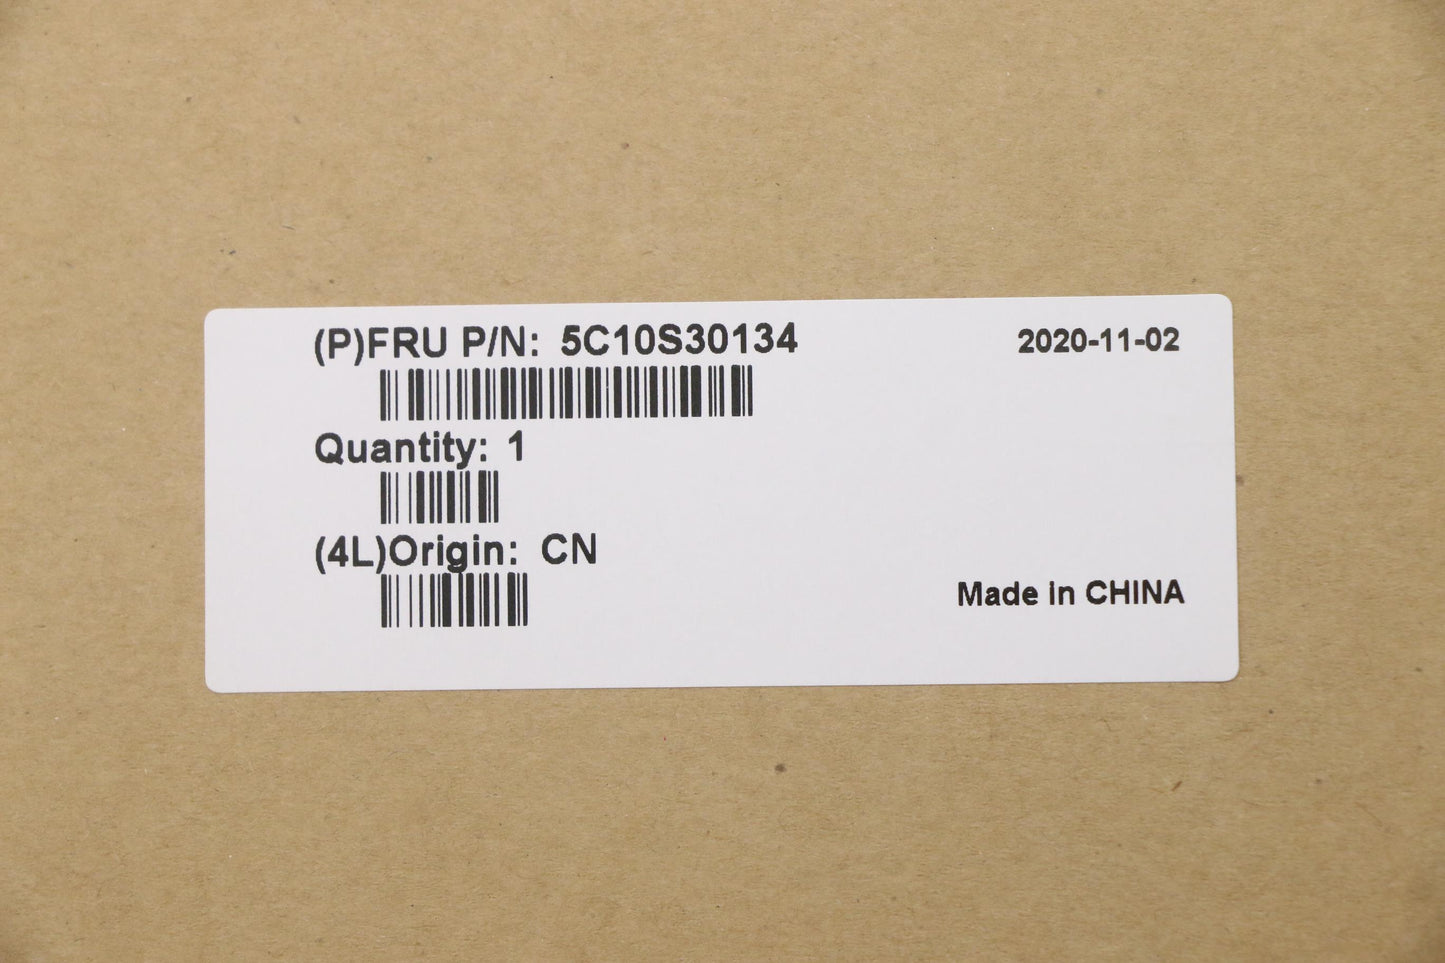 (P)FRU P/N: 5C10S30134
2020-11-02
Quantity: 1
(4L)Origin: CN
Made in CHINA